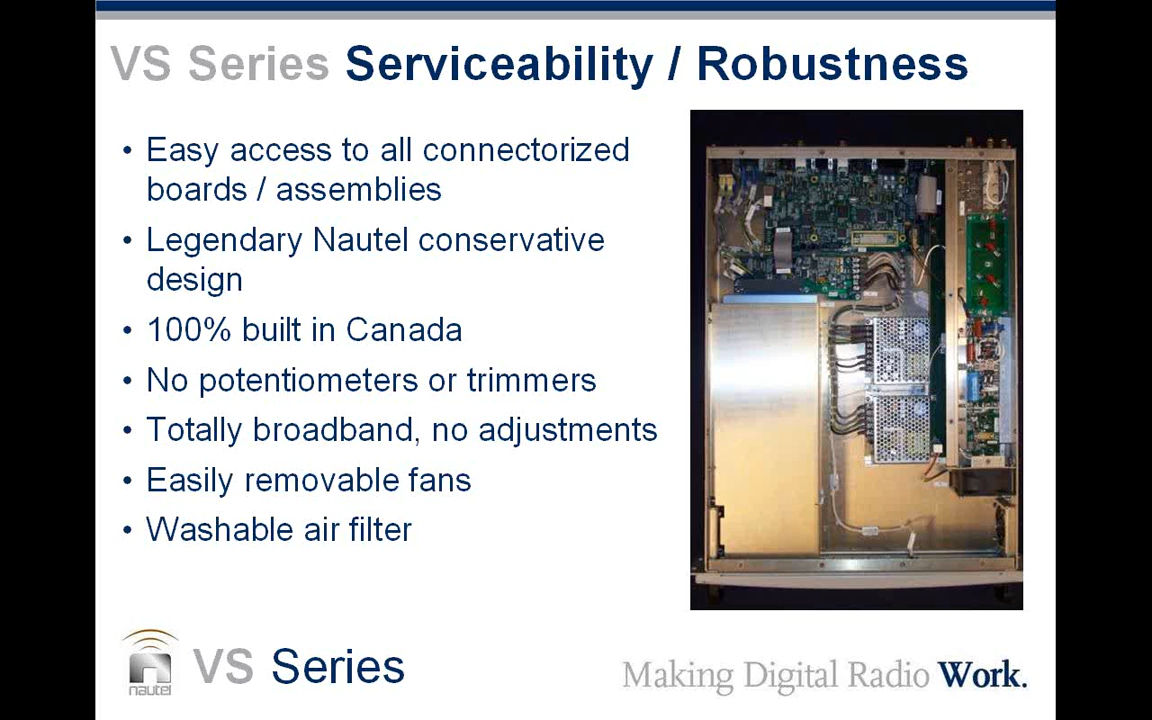 VS Series Serviceability / Robustness
• Easy access to all connectorized
boards / assemblies
• Legendary Nautel conservative
design
• 100% built in Canada
• No potentiometers or trimmers
• Totally broadband, no adjustments
• Easily removable fans
• Washable air filter
nautel
VS Series
Making Digital Radio Work.